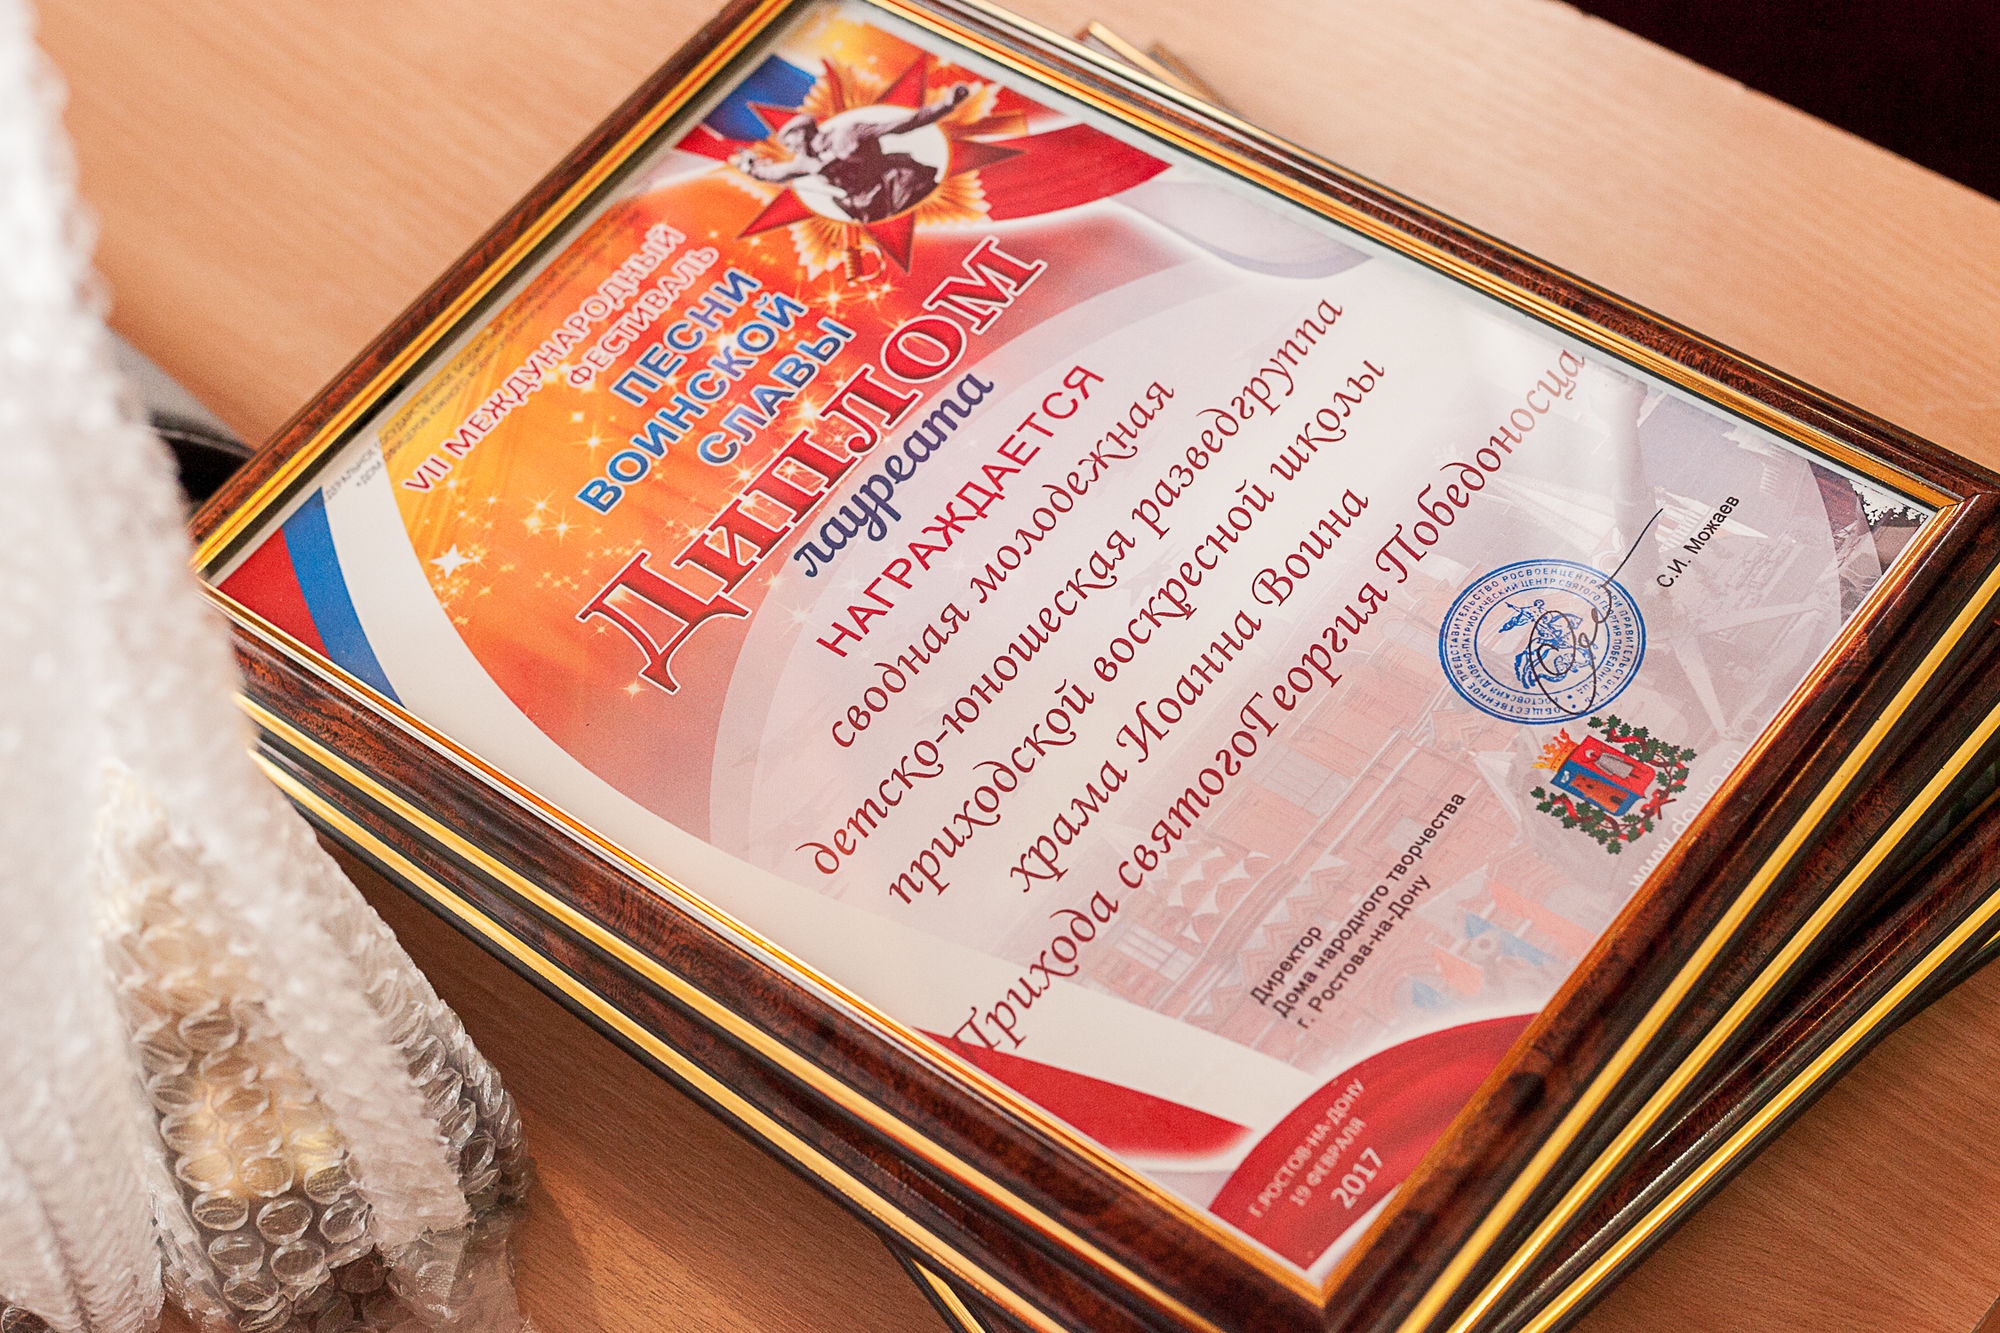 VII МЕЖДУНАРОДНЫЙ
ФЕСТИВАЛЬ
ПЕСНИ
ВОИНСКОЙ
СЛАВЫ
Диплом
лауреата
НАГРАЖДАЕТСЯ
сводная молодежная
детско-юношеская разведгруппа
приходской воскресной школы
храма Иоанна Воина
Прихода святогоГеоргия Победоносца
Директор
Дома народного творчества
г. Ростова-на-Дону
С.И. Можаев
Г.РОСТОВ-НА-ДОНУ
19 ФЕВРАЛЯ
2017